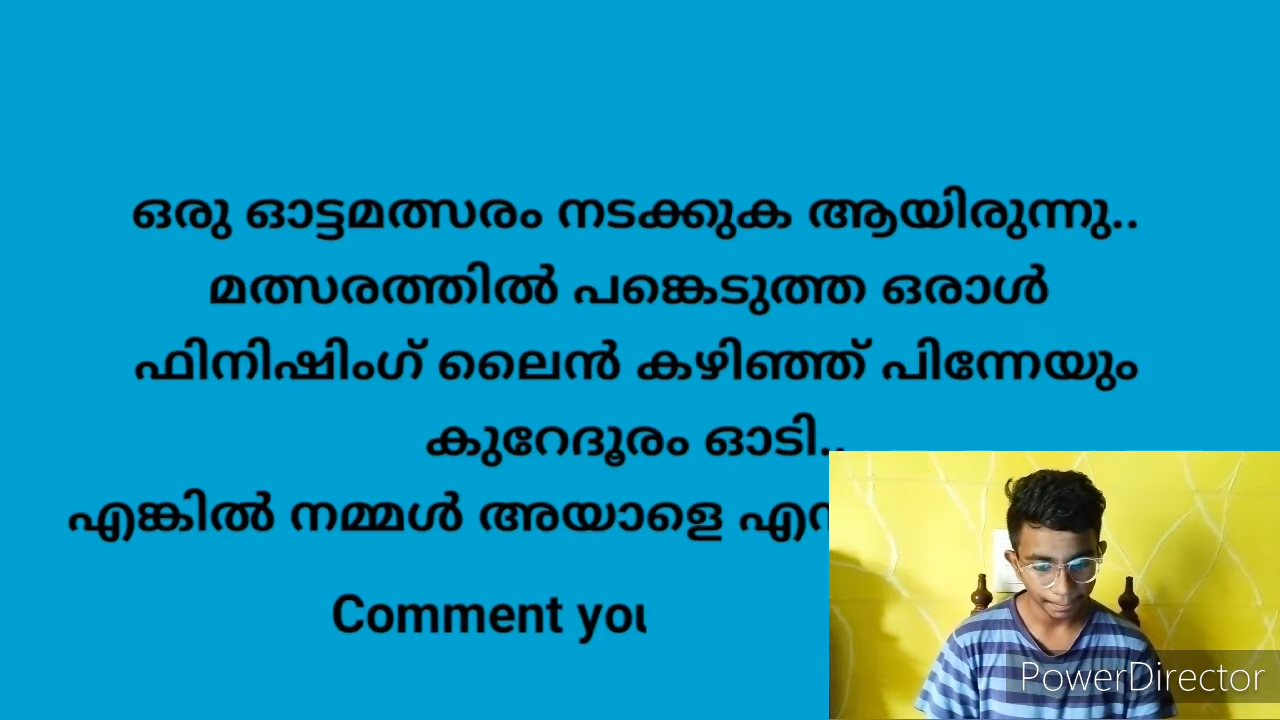 ഒരു ഓട്ടമത്സരം നടക്കുക ആയിരുന്നു..
മത്സരത്തിൽ പങ്കെടുത്ത ഒരാൾ
ഫിനിഷിംഗ് ലൈൻ കഴിഞ്ഞ് പിന്നേയും
കുറേദൂരം ഓടി..
എങ്കിൽ നമ്മൾ അയാളെ
Comment
PowerDirector